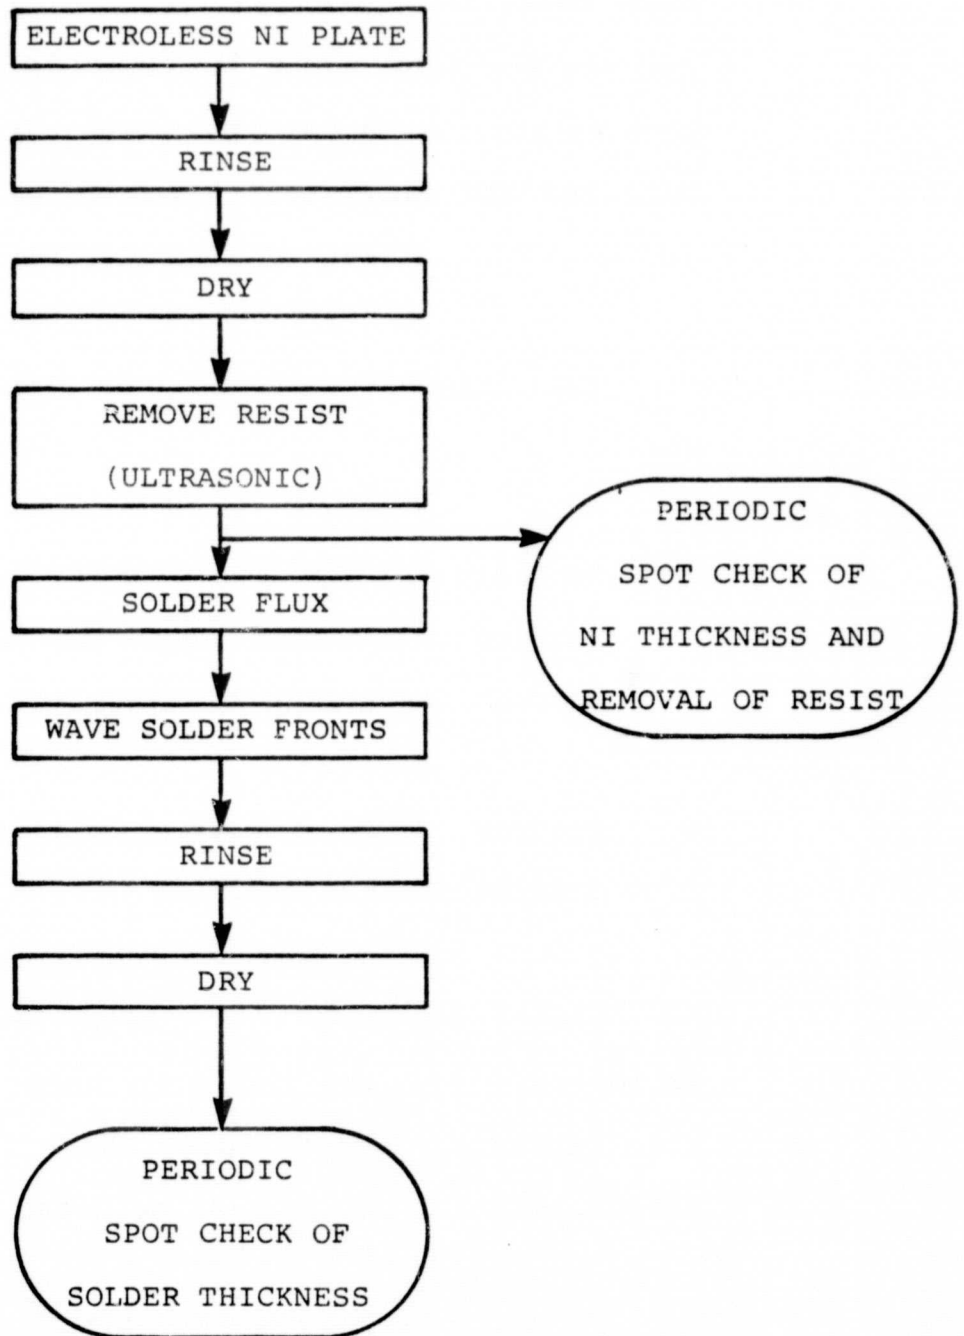 ELECTROLESS NI PLATE
RINSE
DRY
REMOVE RESIST
(ULTRASONIC)
PERIODIC
SPOT CHECK OF
NI THICKNESS AND
REMOVAL OF RESIST
SOLDER FLUX
WAVE SOLDER FRONTS
RINSE
DRY
PERIODIC
SPOT CHECK OF
SOLDER THICKNESS